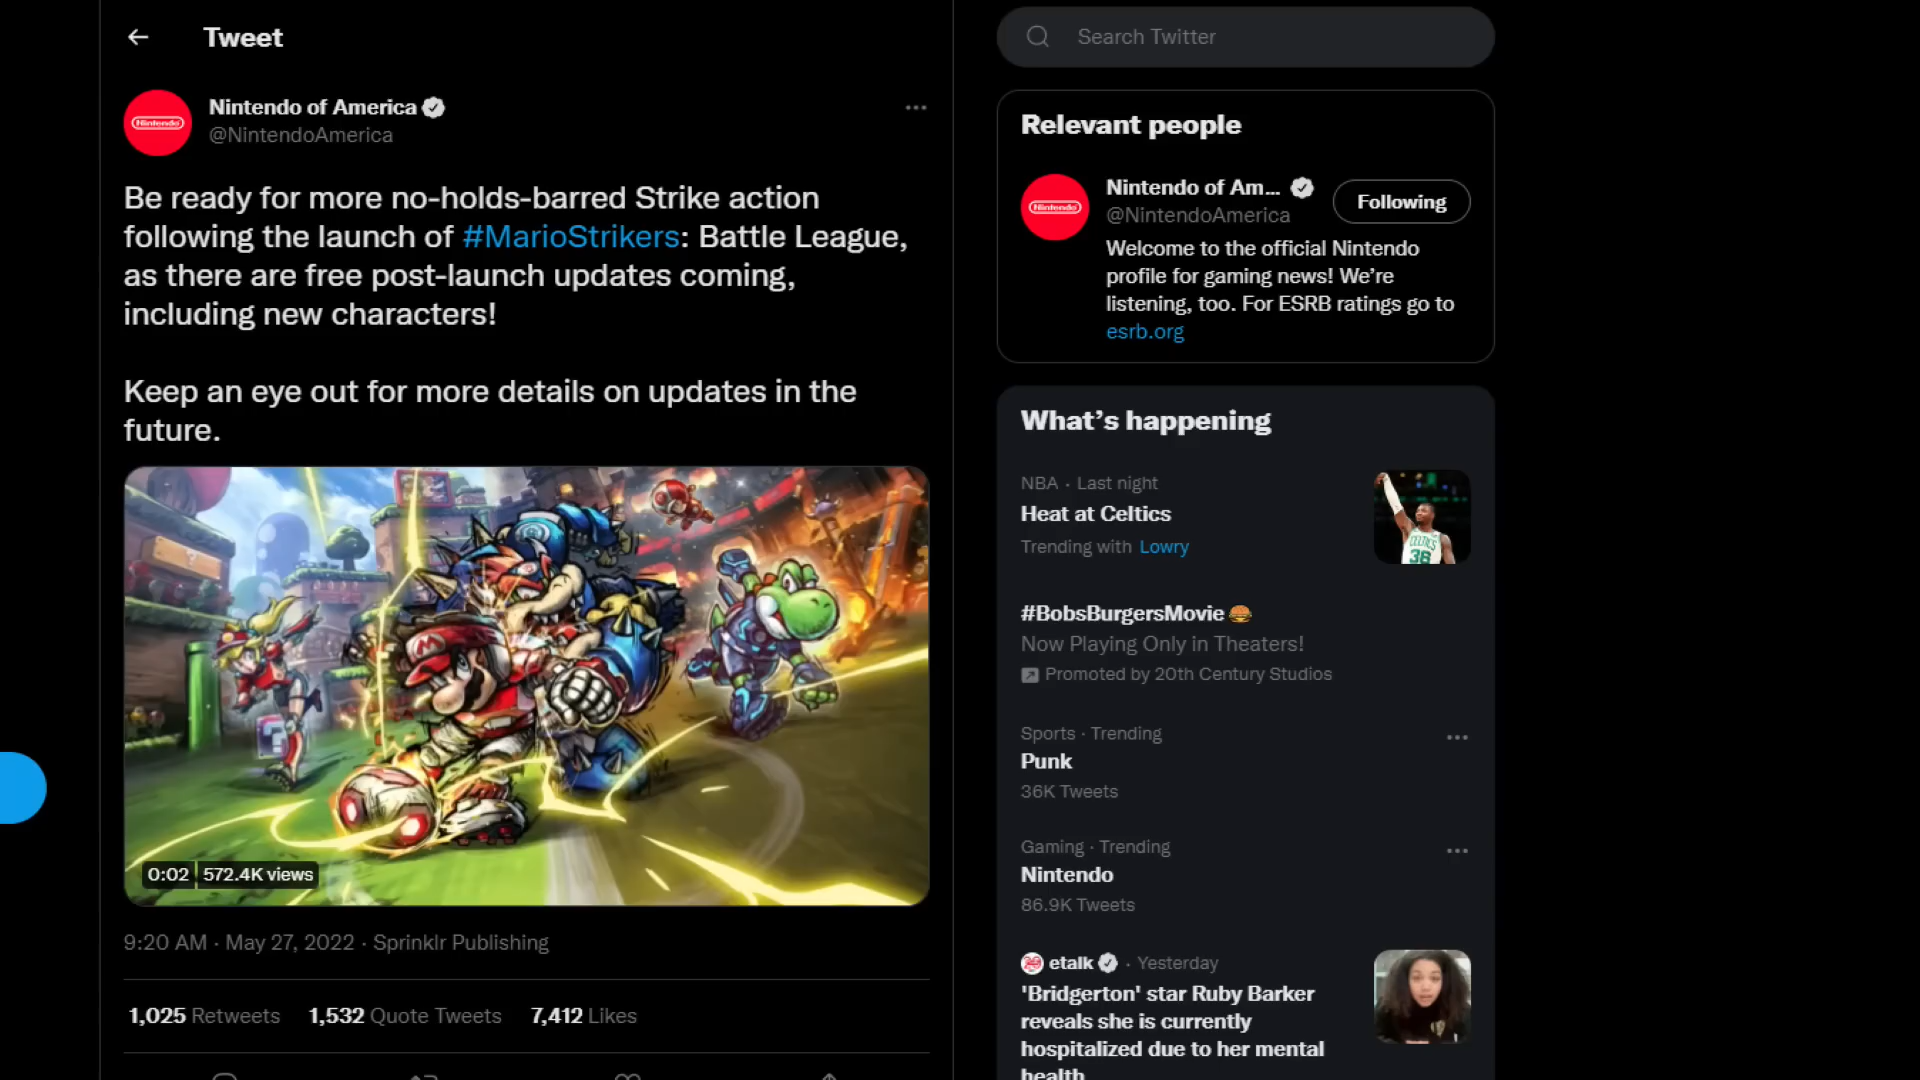 Tweet
Nintendo
Nintendo of America
@NintendoAmerica
Be ready for more no-holds-barred Strike action
following the launch of #MarioStrikers: Battle League,
as there are free post-launch updates coming,
including new characters!
Keep an eye out for more details on updates in the
future.
0:02 572.4K views
9:20 AM · May 27, 2022 · Sprinklr Publishing
1,025 Retweets 1,532 Quote Tweets 7,412 Likes
Search Twitter
Relevant people
Nintendo
Nintendo of Am...
Following
@NintendoAmerica
Welcome to the official Nintendo
profile for gaming news! We’re
listening, too. For ESRB ratings go to
esrb.org
What’s happening
NBA · Last night
Heat at Celtics
Trending with Lowry
CELTICS
36
#BobsBurgersMovie
Now Playing Only in Theaters!
Promoted by 20th Century Studios
Sports · Trending
Punk
36K Tweets
Gaming · Trending
Nintendo
86.9K Tweets
etalk · Yesterday
'Bridgerton' star Ruby Barker
reveals she is currently
hospitalized due to her mental
health